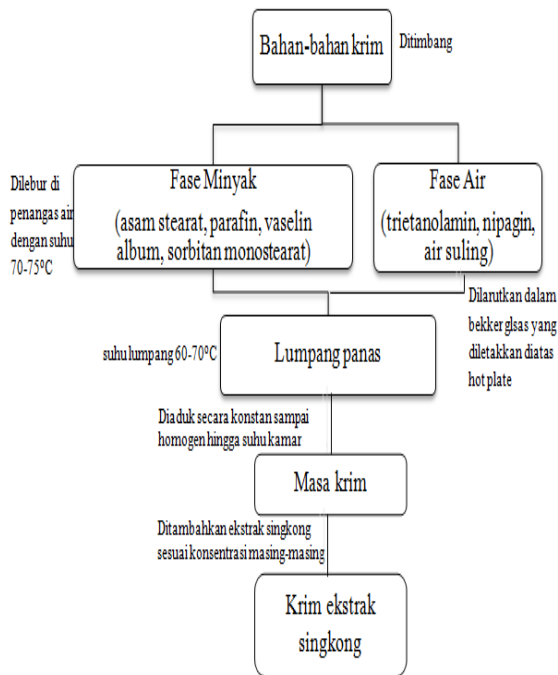 Bahan-bahan krim
Ditimbang
Dilebur di
penangas air
dengan suhu
70-75⁰C
Fase Minyak
(asam stearat, parafin, vaselin
album, sorbitan monostearat)
Fase Air
(trietanolamin, nipagin,
air suling)
Dilarutkan dalam
bekker glsas yang
diletakkan diatas
hot plate
suhu lumpang 60-70⁰C
Lumpang panas
Diaduk secara konstan sampai
homogen hingga suhu kamar
Masa krim
Ditambahkan ekstrak singkong
sesuai konsentrasi masing-masing
Krim ekstrak
singkong